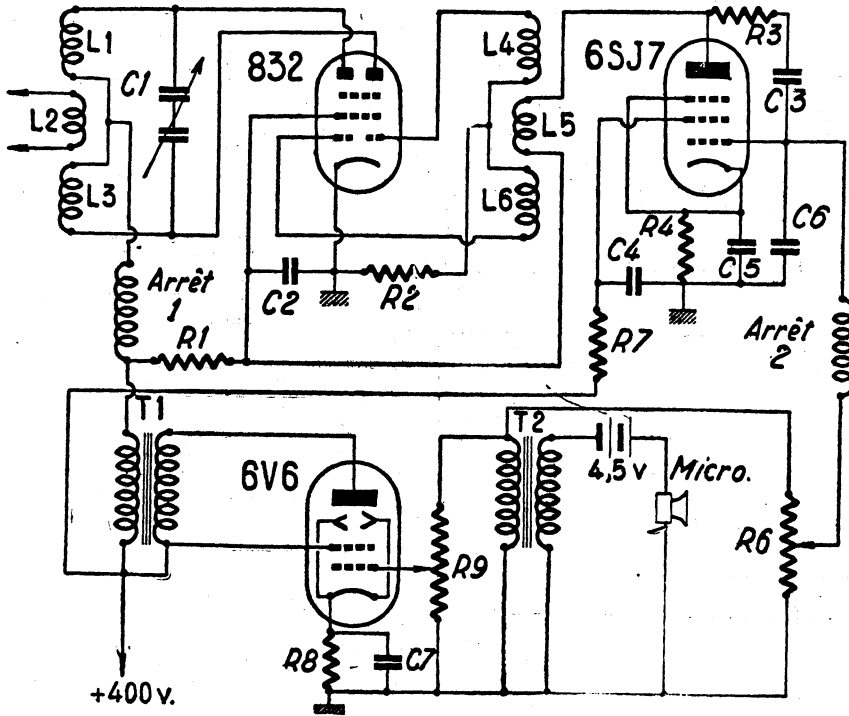 L1
C1
832
L4
6SJ7
R3
C3
L2
L5
L3
L6
R4
C6
C4
C5
Arrêt
1
C2
R2
R1
R7
Arrêt
2
T1
T2
4,5 v
Micro.
6V6
R9
R6
R8
C7
+400 v.